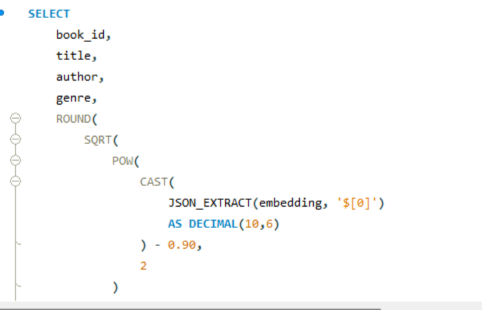 SELECT
book_id,
title,
author,
genre,
ROUND(
SQRT(
POW(
CAST(
JSON_EXTRACT(embedding, '$[0]')
AS DECIMAL(10,6)
) - 0.90,
2
)